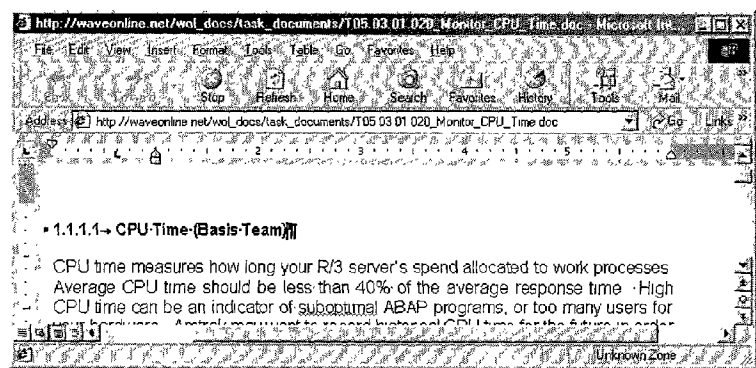 http://waveonline.net/wol_docs/task_documents/T05.03.01.020_Monitor_CPU_Time.doc - Microsoft Int
File Edit View Insert Format Tools Table Go Favorites Help
Stop Refresh Home Search Favorites History Tools Mail
Address http://waveonline.net/wol_docs/task_documents/T05.03.01.020_Monitor_CPU_Time.doc Go Links
2 3 4 5
1.1.1.1→ CPU·Time·(Basis·Team)¶
CPU time measures how long your R/3 server's spend allocated to work processes
Average CPU time should be less than 40% of the average response time High
CPU time can be an indicator of suboptimal ABAP programs, or too many users for
Unknown Zone